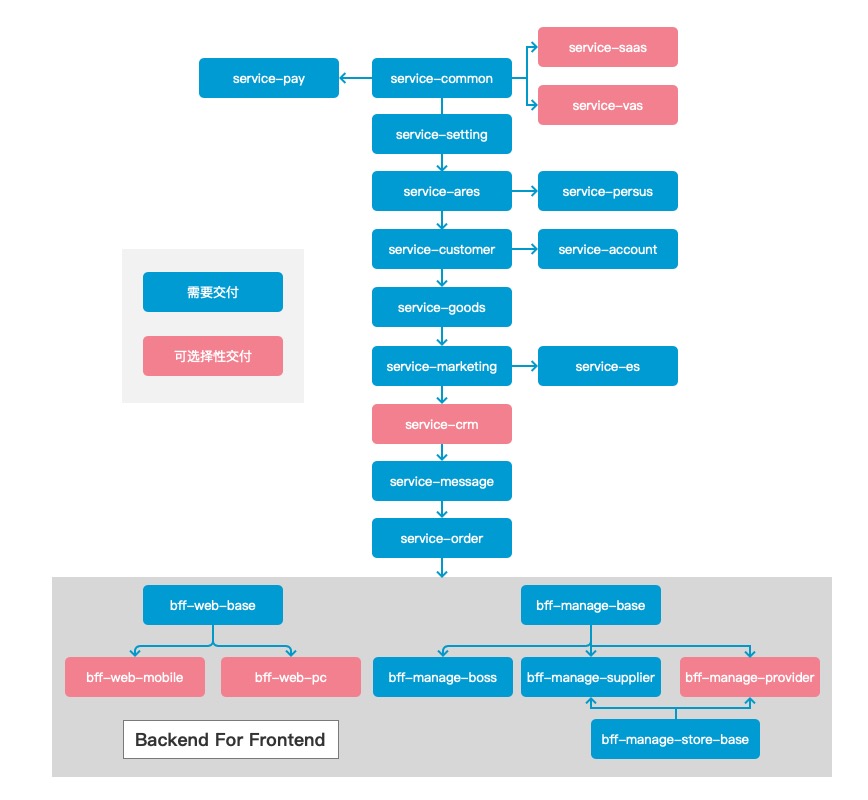 service-saas
service-pay
service-common
service-vas
service-setting
service-ares
service-persus
service-customer
service-account
需要交付
service-goods
可选择性交付
service-marketing
service-es
service-crm
service-message
service-order
bff-web-base
bff-manage-base
bff-web-mobile
bff-web-pc
bff-manage-boss
bff-manage-supplier
bff-manage-provider
Backend For Frontend
bff-manage-store-base